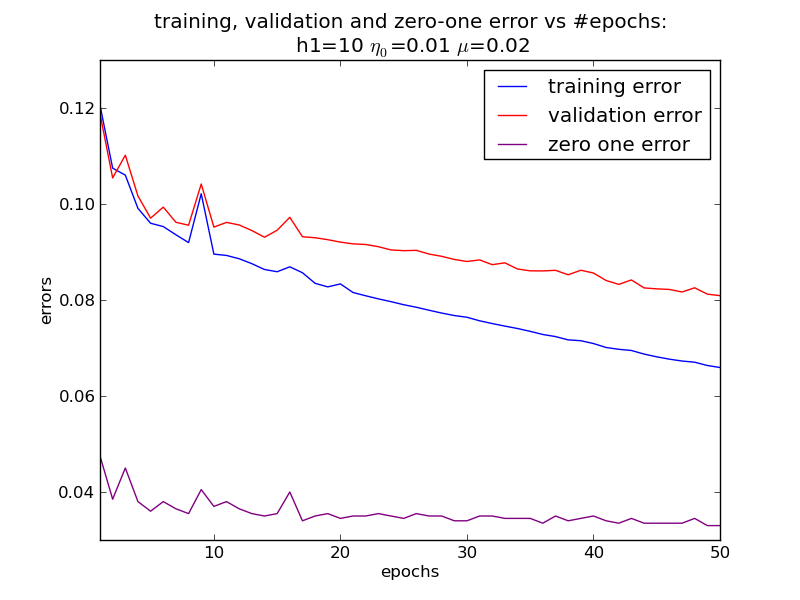 training, validation and zero-one error vs #epochs:
h1=10 η₀=0.01 μ=0.02
training error
validation error
zero one error
0.12
0.10
0.08
0.06
0.04
errors
10
20
30
40
50
epochs